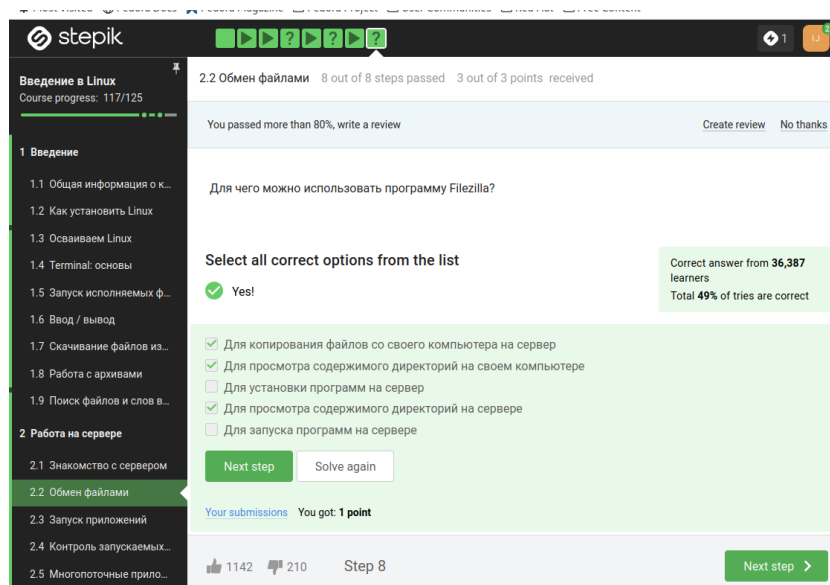 stepik
1
Введение в Linux
Course progress: 117/125
2.2 Обмен файлами 8 out of 8 steps passed 3 out of 3 points received
You passed more than 80%, write a review
Create review No thanks
1 Введение
1.1 Общая информация о к...
1.2 Как установить Linux
1.3 Осваиваем Linux
1.4 Terminal: основы
1.5 Запуск исполняемых ф...
1.6 Ввод / вывод
1.7 Скачивание файлов из...
1.8 Работа с архивами
1.9 Поиск файлов и слов в...
2 Работа на сервере
2.1 Знакомство с сервером
2.2 Обмен файлами
2.3 Запуск приложений
2.4 Контроль запускаемых...
2.5 Многопоточные прило...
Для чего можно использовать программу Filezilla?
Select all correct options from the list
Yes!
Correct answer from 36,387
learners
Total 49% of tries are correct
Для копирования файлов со своего компьютера на сервер
Для просмотра содержимого директорий на своем компьютере
Для установки программ на сервер
Для просмотра содержимого директорий на сервере
Для запуска программ на сервере
Next step Solve again
Your submissions You got: 1 point
1142 210 Step 8
Next step